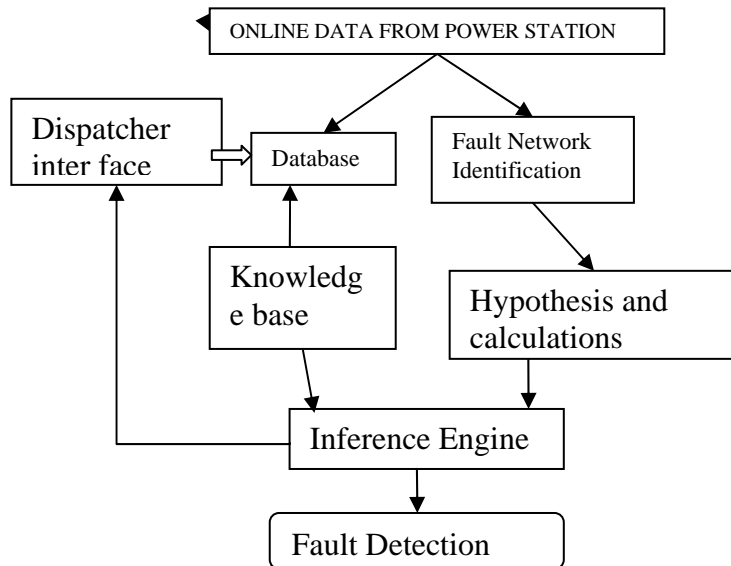 ONLINE DATA FROM POWER STATION
Dispatcher
inter face
Database
Fault Network
Identification
Knowledg
e base
Hypothesis and
calculations
Inference Engine
Fault Detection